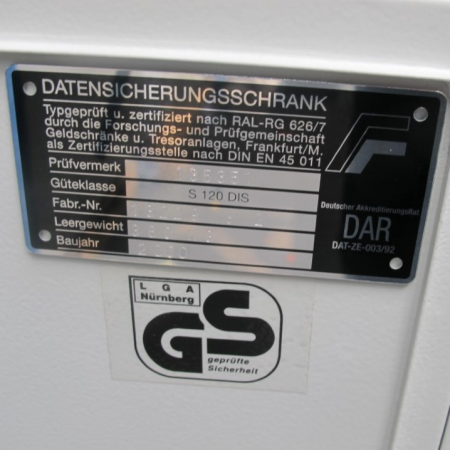 DATENSICHERUNGSSCHRANK
Typgeprüft u. zertifiziert nach RAL-RG 626/7
durch die Forschungs- und Prüfgemeinschaft
Geldschränke u. Tresoranlagen, Frankfurt/M.
als Zertifizierungsstelle nach DIN EN 45 011
Prüfvermerk
Güteklasse S 120 DIS
Fabr.-Nr.
Leergewicht
Baujahr
Deutscher AkkreditierungsRat
DAR
DAT-ZE-003/92
LGA
Nürnberg
GS
geprüfte
Sicherheit